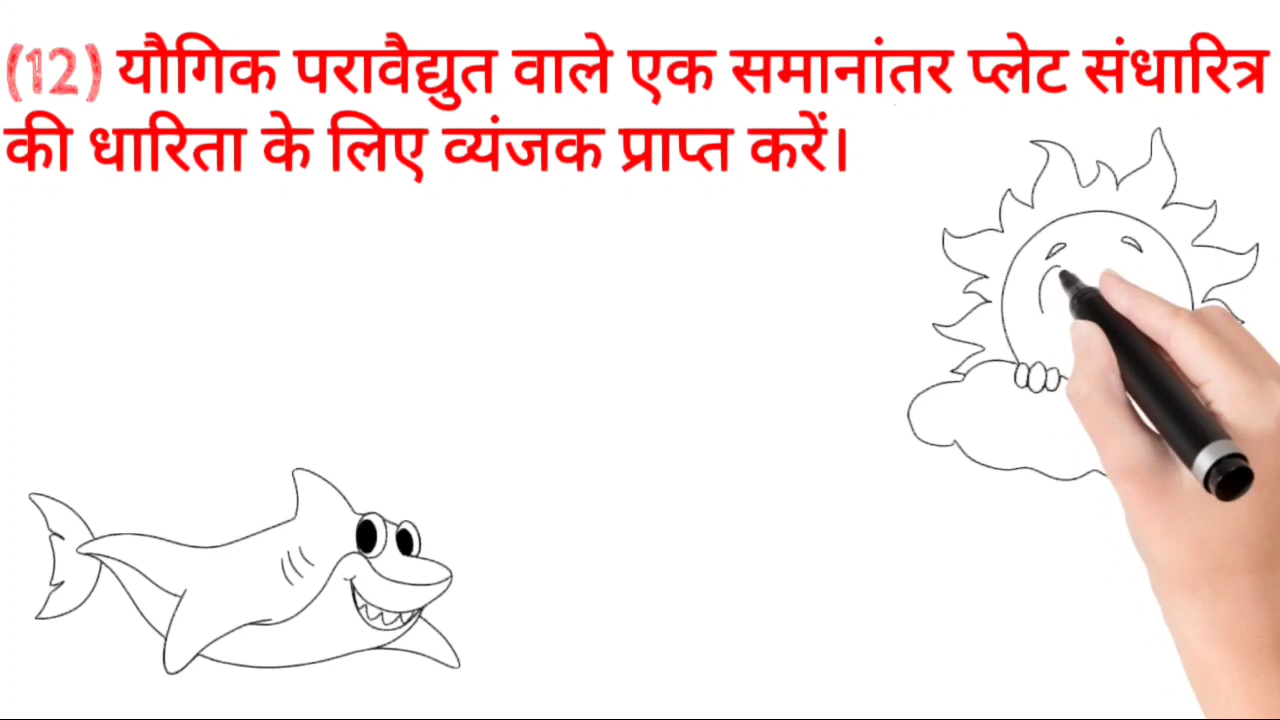 (12) यौगिक परावैद्युत वाले एक समानांतर प्लेट संधारित्र
की धारिता के लिए व्यंजक प्राप्त करें।